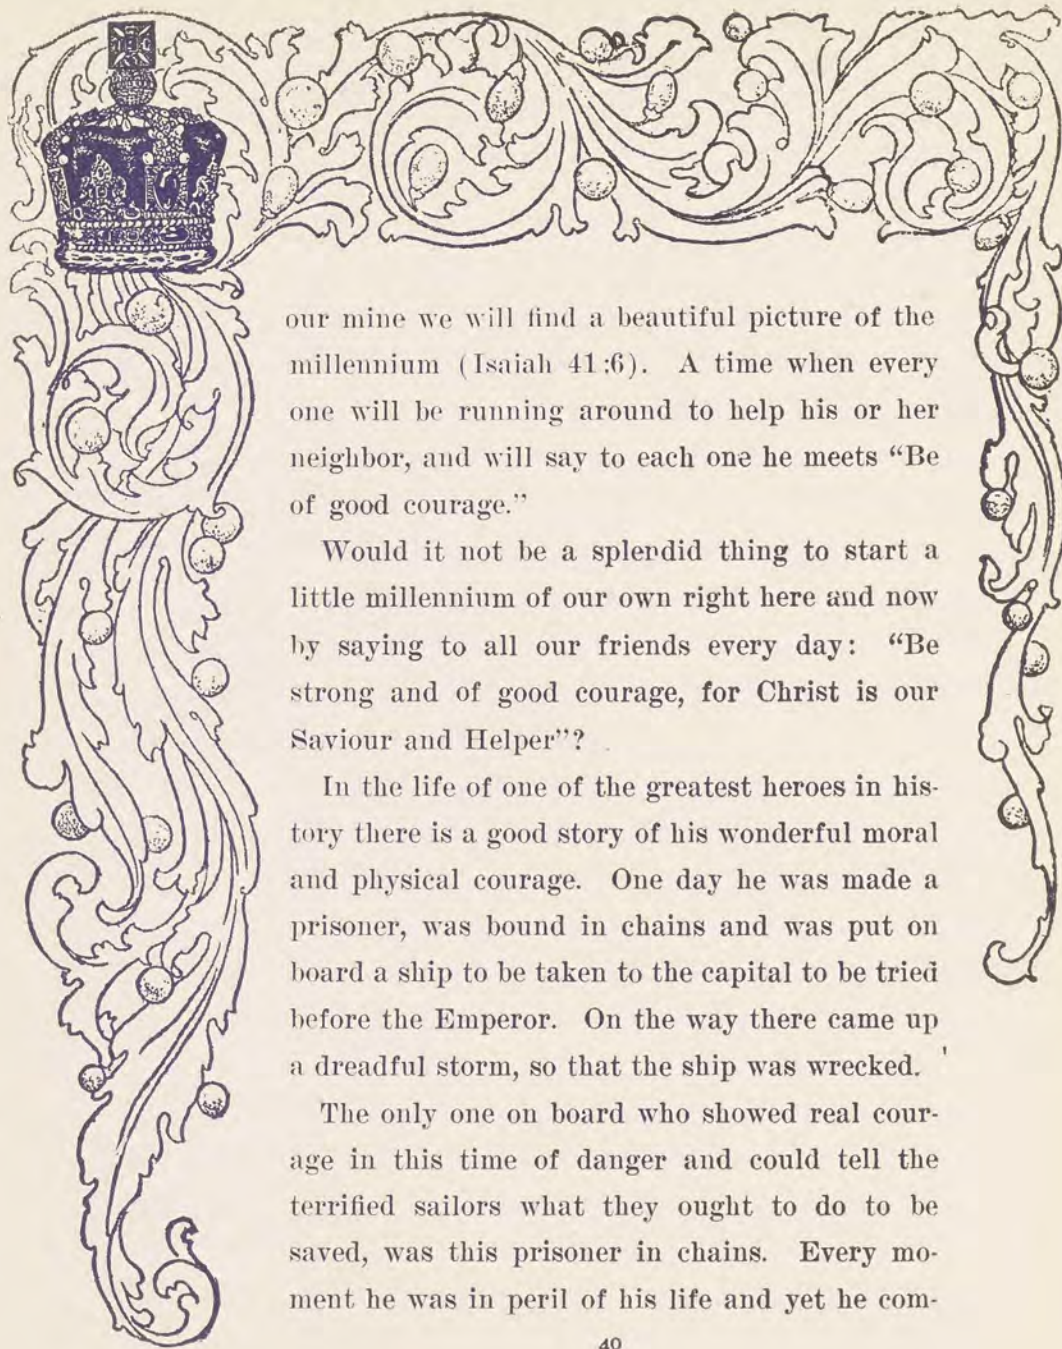 our mine we will find a beautiful picture of the
millennium (Isaiah 41:6). A time when every
one will be running around to help his or her
neighbor, and will say to each one he meets “Be
of good courage.”
Would it not be a splendid thing to start a
little millennium of our own right here and now
by saying to all our friends every day: “Be
strong and of good courage, for Christ is our
Saviour and Helper”?
In the life of one of the greatest heroes in his-
tory there is a good story of his wonderful moral
and physical courage. One day he was made a
prisoner, was bound in chains and was put on
board a ship to be taken to the capital to be tried
before the Emperor. On the way there came up
a dreadful storm, so that the ship was wrecked.
The only one on board who showed real cour-
age in this time of danger and could tell the
terrified sailors what they ought to do to be
saved, was this prisoner in chains. Every mo-
ment he was in peril of his life and yet he com-